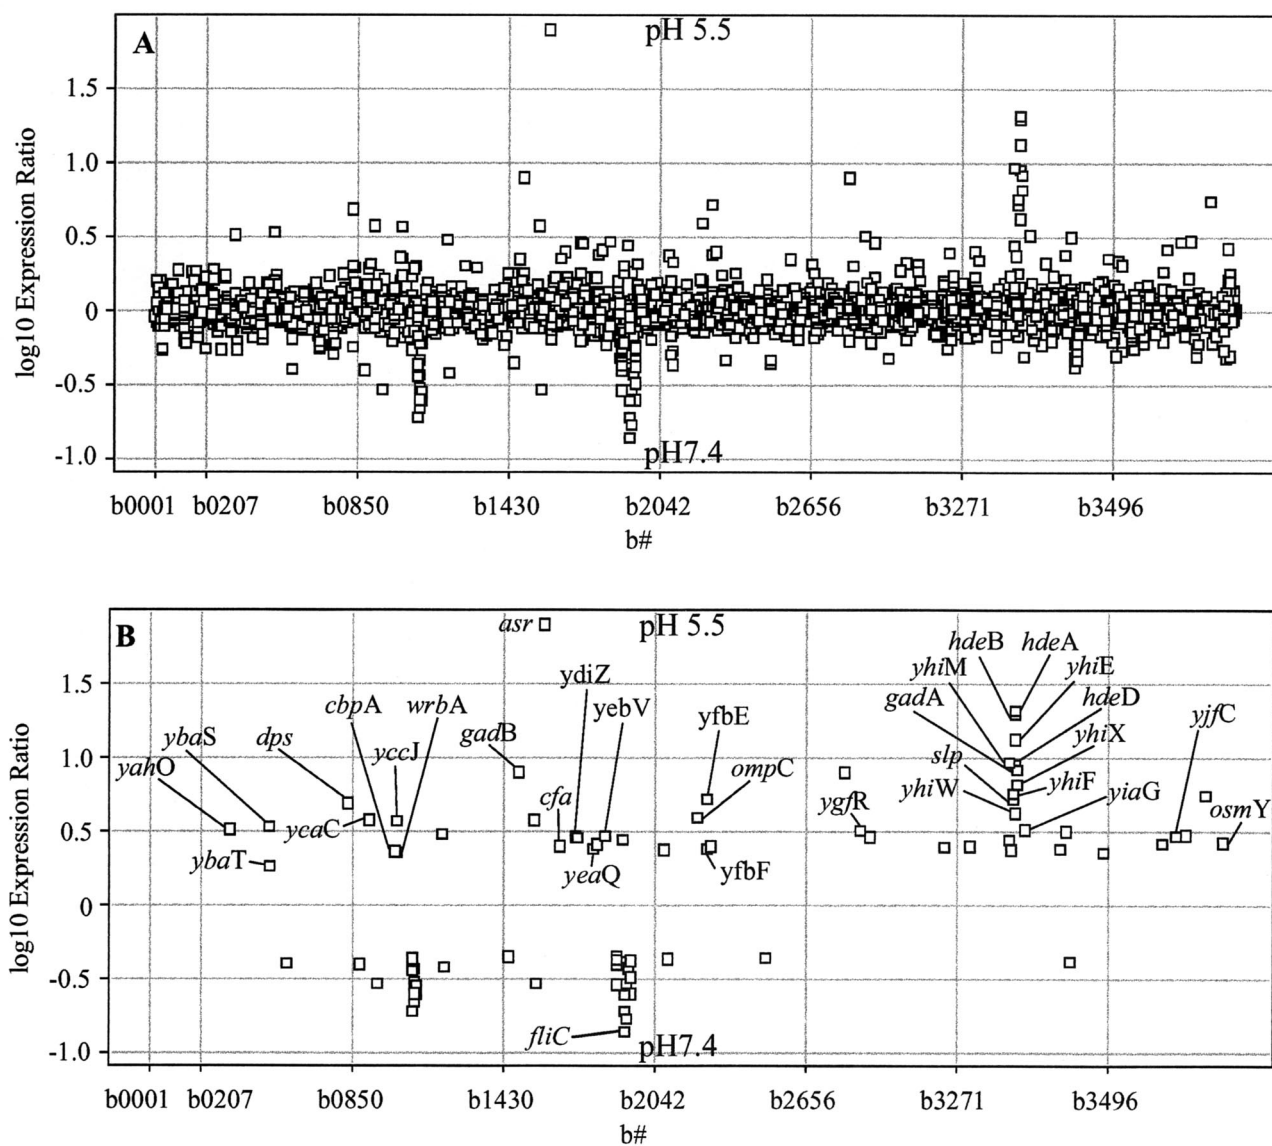 A
pH 5.5
1.5
1.0
0.5
0
-0.5
-1.0
log10 Expression Ratio
pH7.4
b0001 b0207 b0850 b1430 b2042 b2656 b3271 b3496
b#
B
asr
pH 5.5
hdeB hdeA
yhiM yhiE
ydiZ
1.5
cbpA wrbA
yebV
yfbE
gadA hdeD
yjfC
ybaS dps
gadB
yhiX
1.0
yahO
yccJ
ompC
slp
cfa
yhiW yhiF
yiaG
ycaC
ygfR
osmY
0.5
ybaT
yeaQ
yfbF
0
-0.5
fliC
pH7.4
-1.0
log10 Expression Ratio
b0001 b0207 b0850 b1430 b2042 b2656 b3271 b3496
b#